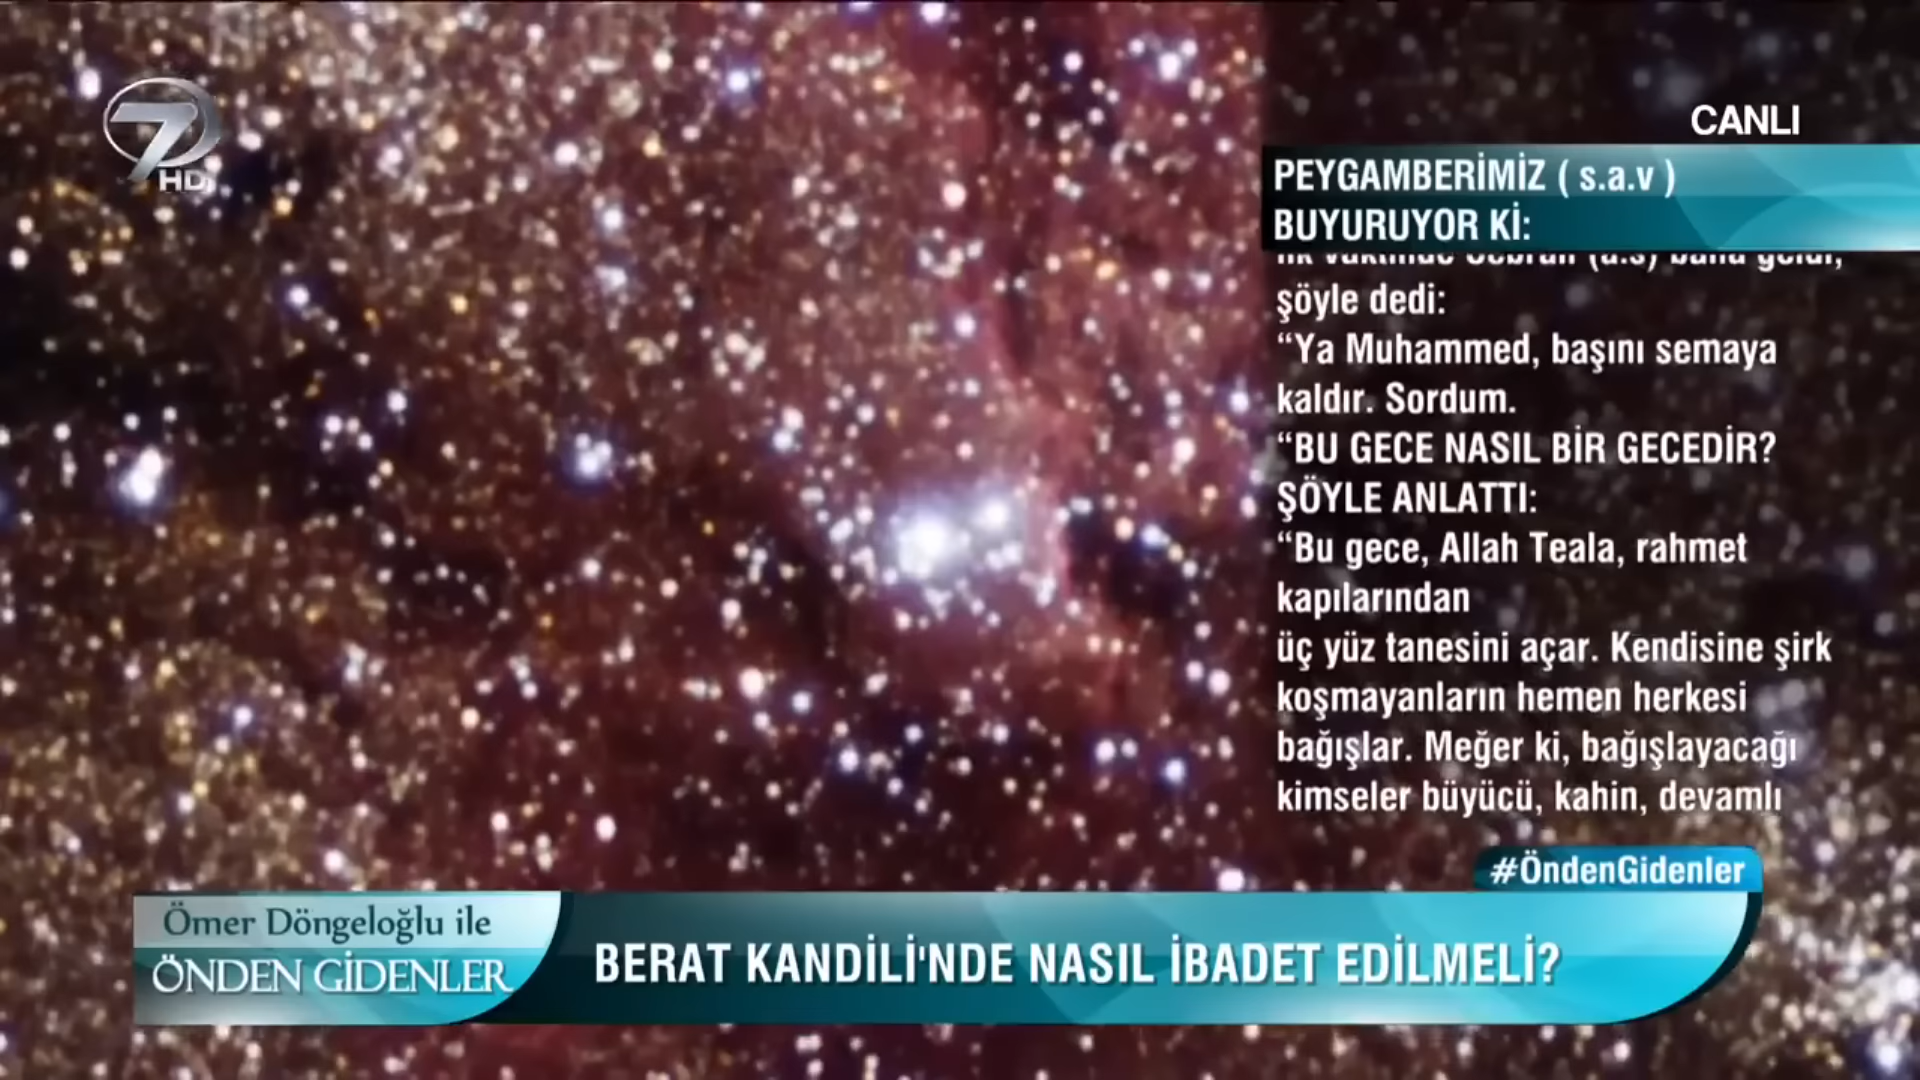 7
HD
CANLI
PEYGAMBERİMİZ ( s.a.v )
BUYURUYOR Kİ:
şöyle dedi:
“Ya Muhammed, başını semaya
kaldır. Sordum.
“BU GECE NASIL BİR GECEDİR?
ŞÖYLE ANLATTI:
“Bu gece, Allah Teala, rahmet
kapılarından
üç yüz tanesini açar. Kendisine şirk
koşmayanların hemen herkesi
bağışlar. Meğer ki, bağışlayacağı
kimseler büyücü, kahin, devamlı
#ÖndenGidenler
Ömer Döngeloğlu ile
ÖNDEN GİDENLER
BERAT KANDİLİ'NDE NASIL İBADET EDİLMELİ?